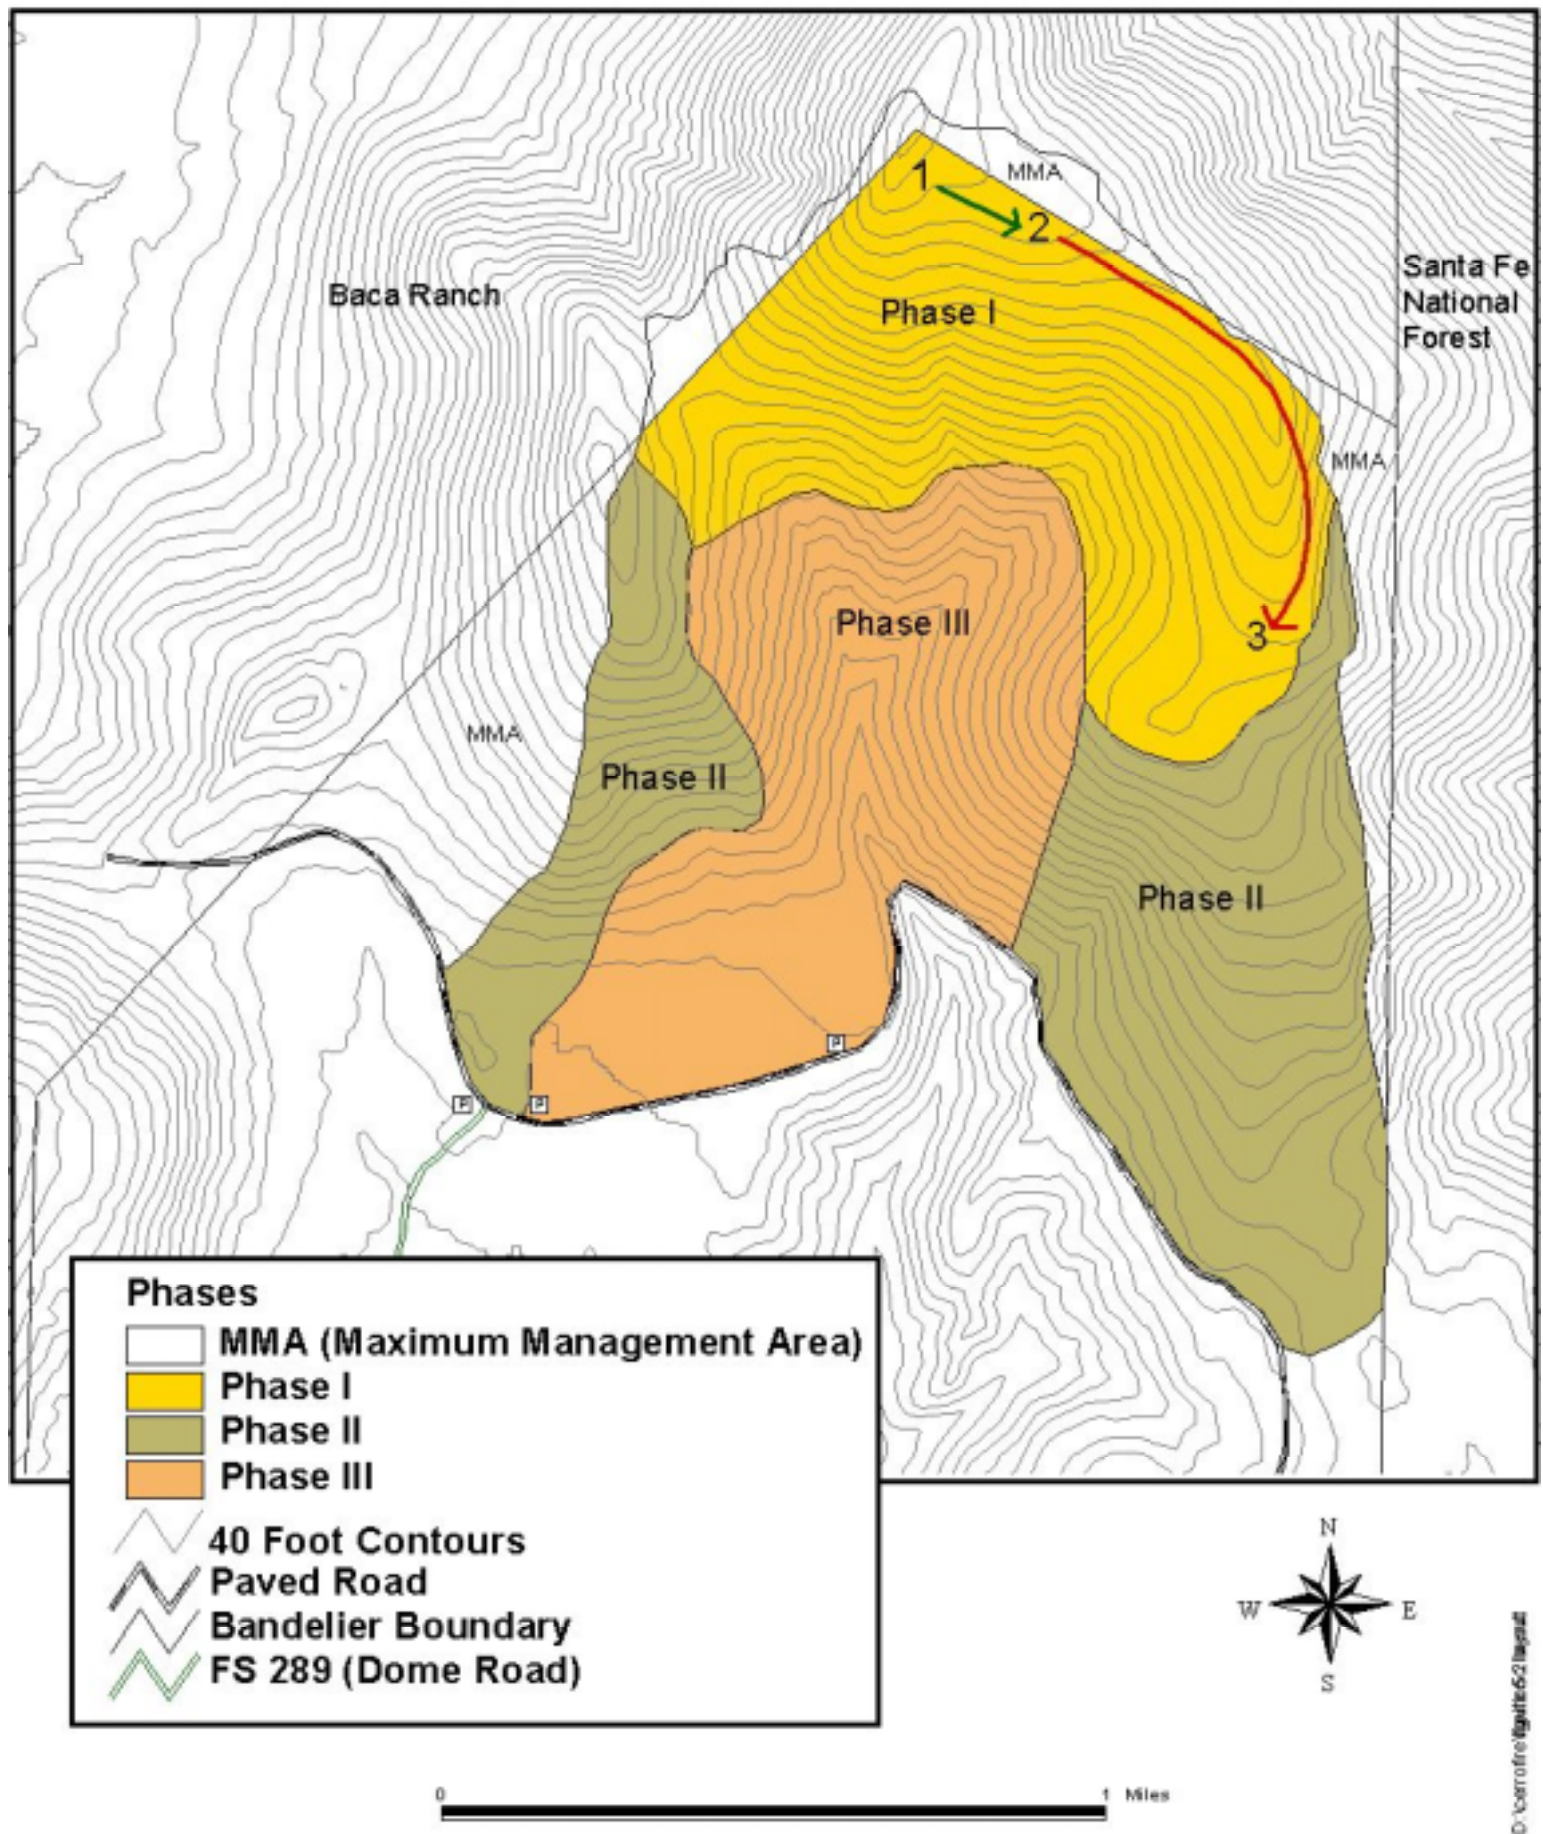 MMA
1
2
Santa Fe
National
Forest
Baca Ranch
Phase I
MMA
Phase III
3
MMA
Phase II
Phase II
P
P
P
Phases
MMA (Maximum Management Area)
Phase I
Phase II
Phase III
40 Foot Contours
Paved Road
Bandelier Boundary
FS 289 (Dome Road)
N
W
E
S
0
1 Miles